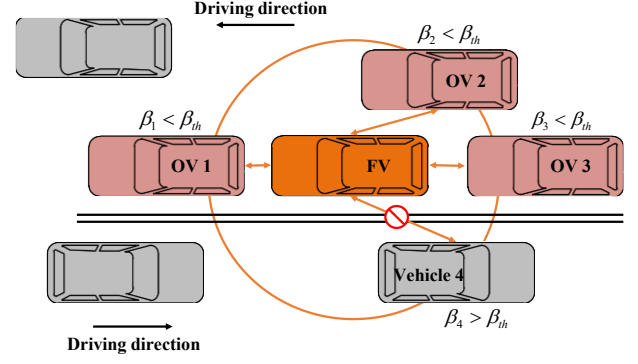 Driving direction
β₂ < βₜₕ
OV 2
β₁ < βₜₕ
β₃ < βₜₕ
OV 1
FV
OV 3
Vehicle 4
β₄ > βₜₕ
Driving direction